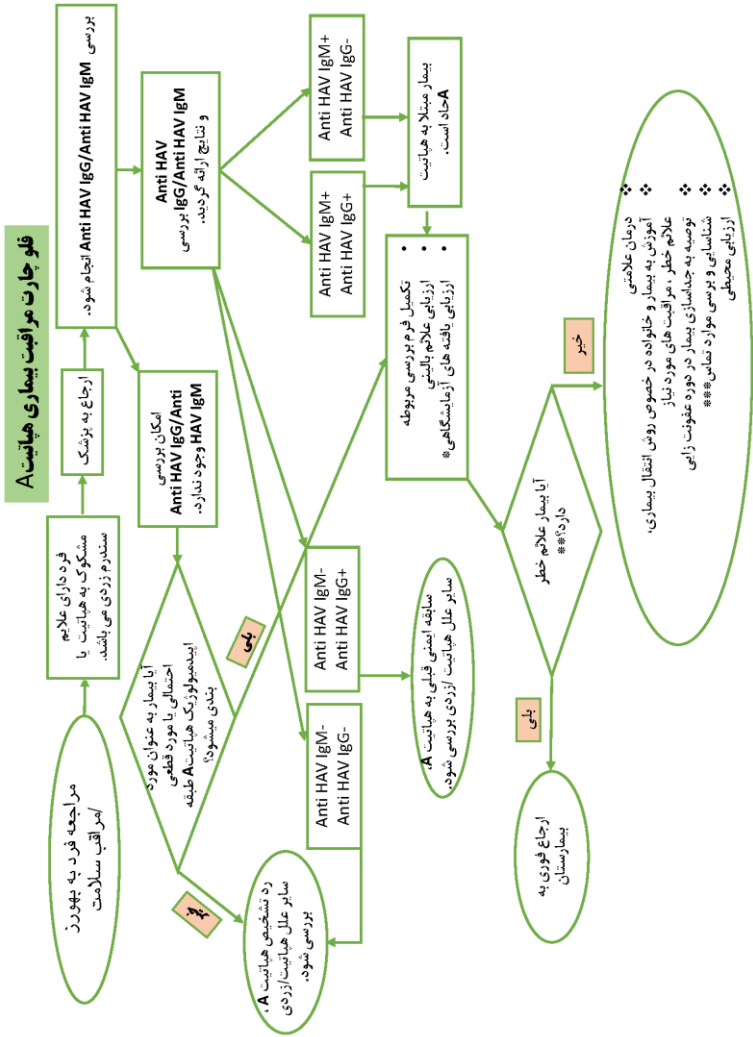 فلو چارت مراقبت بیماری هپاتیتA
مراجعه فرد به بهورز
/مراقب سلامت
فرد دارای علایم
مشکوک به هپاتیت یا
سندرم زردی می باشد.
ارجاع به پزشک
بررسی Anti HAV IgG/Anti HAV IgM
انجام شود.
امکان بررسی
Anti HAV IgG/Anti
HAV IgM
وجود ندارد.
Anti HAV
IgG/Anti HAV IgM بررسی
و نتایج ارائه گردید.
آیا بیمار به عنوان مورد
احتمالی یا مورد قطعی
اپیدمیولوژیک هپاتیتA طبقه
بندی میشود؟
خیر
بلی
رد تشخیص هپاتیت A ،
سایر علل هپاتیت/زردی
بررسی شود.
Anti HAV IgM-
Anti HAV IgG-
Anti HAV IgM-
Anti HAV IgG+
Anti HAV IgM+
Anti HAV IgG+
Anti HAV IgM+
Anti HAV IgG-
سابقه ایمنی قبلی به هپاتیت A،
سایر علل هپاتیت /زردی بررسی شود.
بیمار مبتلا به هپاتیت
Aحاد است.
• تکمیل فرم بررسی مربوطه
• ارزیابی علائم بالینی
ارزیابی یافته های آزمایشگاهی*
آیا بیمار علائم خطر
دارد؟**
بلی
خیر
ارجاع فوری به
بیمارستان
❖ درمان علامتی
❖ آموزش به بیمار و خانواده در خصوص روش انتقال بیماری،
علائم خطر ، مراقبت های مورد نیاز
❖ توصیه به جداسازی بیمار در دوره عفونت زایی
❖ شناسایی و برسی موارد تماس***
❖ ارزیابی محیطی